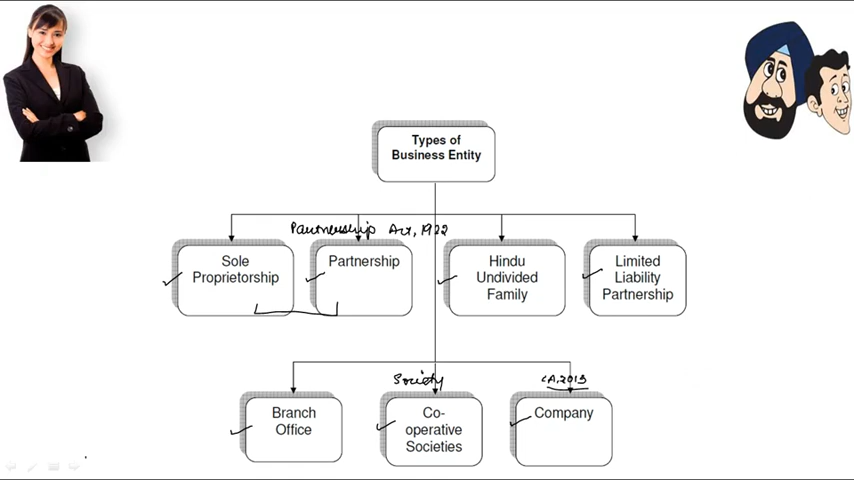 Types of
Business Entity
Partnership Act, 1932
Sole
Proprietorship
Partnership
Hindu
Undivided
Family
Limited
Liability
Partnership
Society
CA, 2013
Branch
Office
Co-
operative
Societies
Company